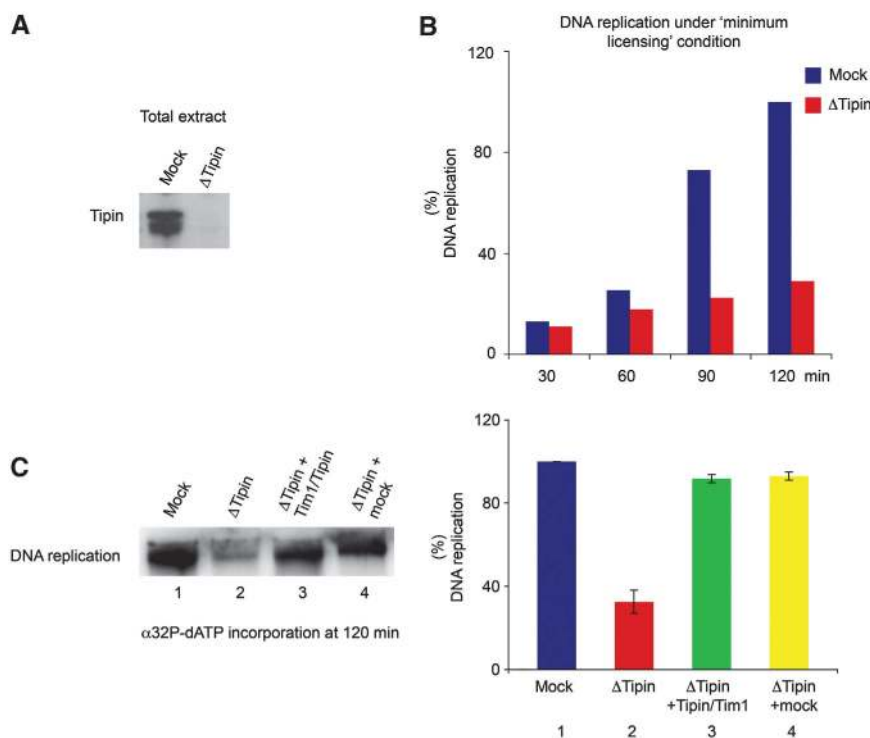 A
Total extract
Mock
ΔTipin
Tipin
B
DNA replication under ‘minimum
licensing’ condition
120
80
40
0
(%)
DNA replication
Mock
ΔTipin
30 60 90 120 min
C
Mock
ΔTipin
ΔTipin +
Tim1/Tipin
ΔTipin +
mock
DNA replication
1 2 3 4
α32P-dATP incorporation at 120 min
120
80
40
0
(%)
DNA replication
Mock ΔTipin ΔTipin ΔTipin
+Tipin/Tim1 +mock
1 2 3 4